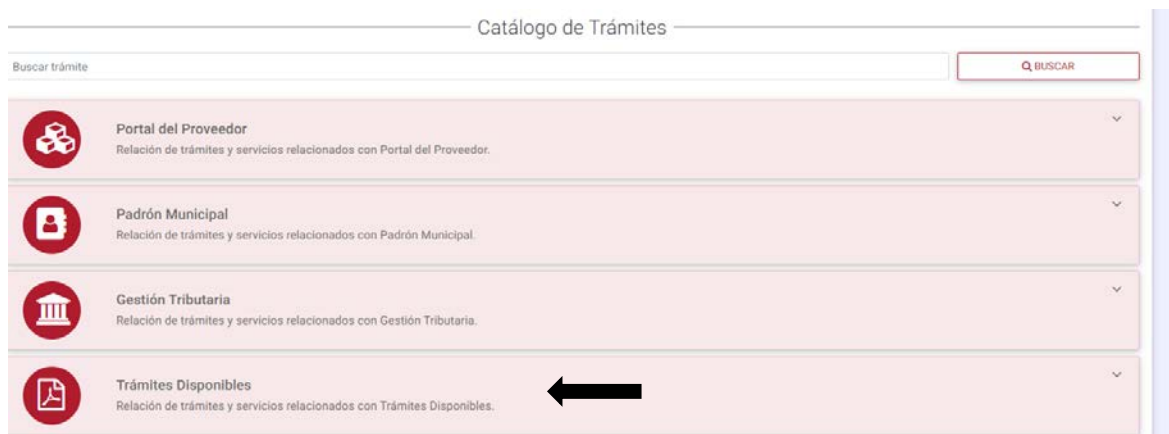 Catálogo de Trámites
Buscar trámite
BUSCAR
Portal del Proveedor
Relación de trámites y servicios relacionados con Portal del Proveedor.
Padrón Municipal
Relación de trámites y servicios relacionados con Padrón Municipal.
Gestión Tributaria
Relación de trámites y servicios relacionados con Gestión Tributaria.
Trámites Disponibles
Relación de trámites y servicios relacionados con Trámites Disponibles.